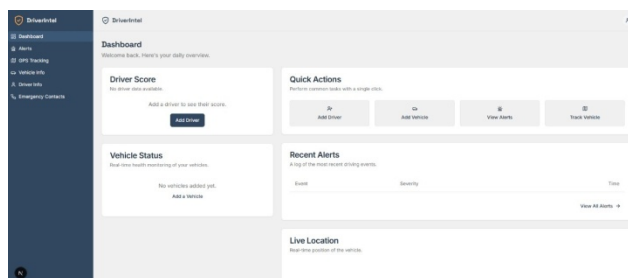 DriverIntel
Dashboard
Alerts
GPS Tracking
Vehicle Info
Driver Info
Emergency Contacts
N
DriverIntel
Dashboard
Welcome back. Here's your daily overview.
Driver Score
No driver data available.
Add a driver to see their score.
Add Driver
Quick Actions
Perform common tasks with a single click.
Add Driver
Add Vehicle
View Alerts
Track Vehicle
Vehicle Status
Real-time health monitoring of your vehicles.
No vehicles added yet.
Add a Vehicle
Recent Alerts
A log of the most recent driving events.
Event Severity Time
View All Alerts →
Live Location
Real-time position of the vehicle.